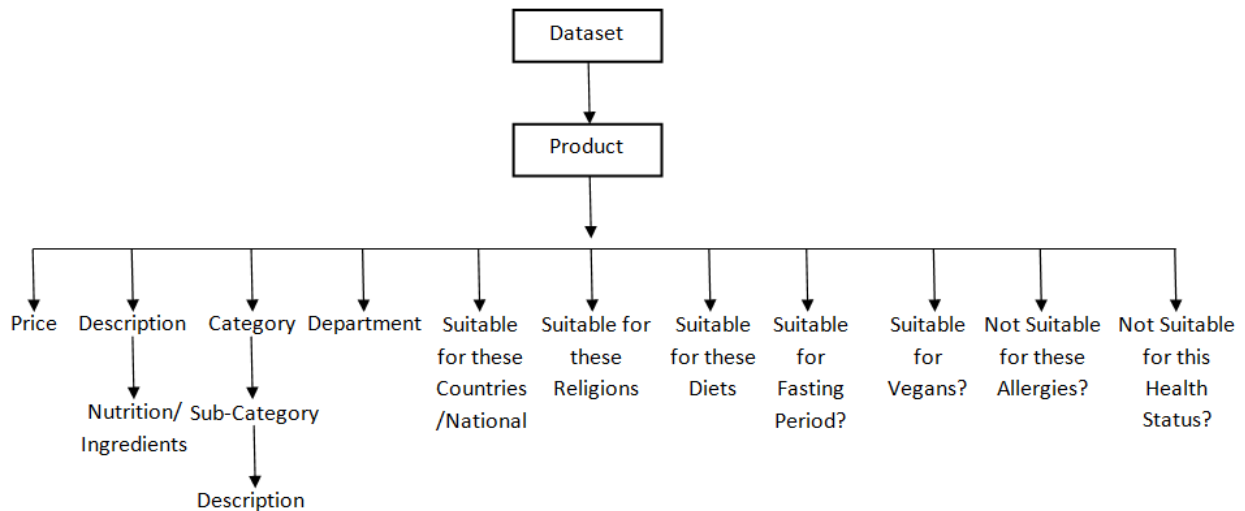 Dataset
Product
Price
Description
Nutrition/
Ingredients
Category
Sub-Category
Description
Department
Suitable
for these
Countries
/National
Suitable for
these
Religions
Suitable
for these
Diets
Suitable
for
Fasting
Period?
Suitable
for
Vegans?
Not Suitable
for these
Allergies?
Not Suitable
for this
Health
Status?